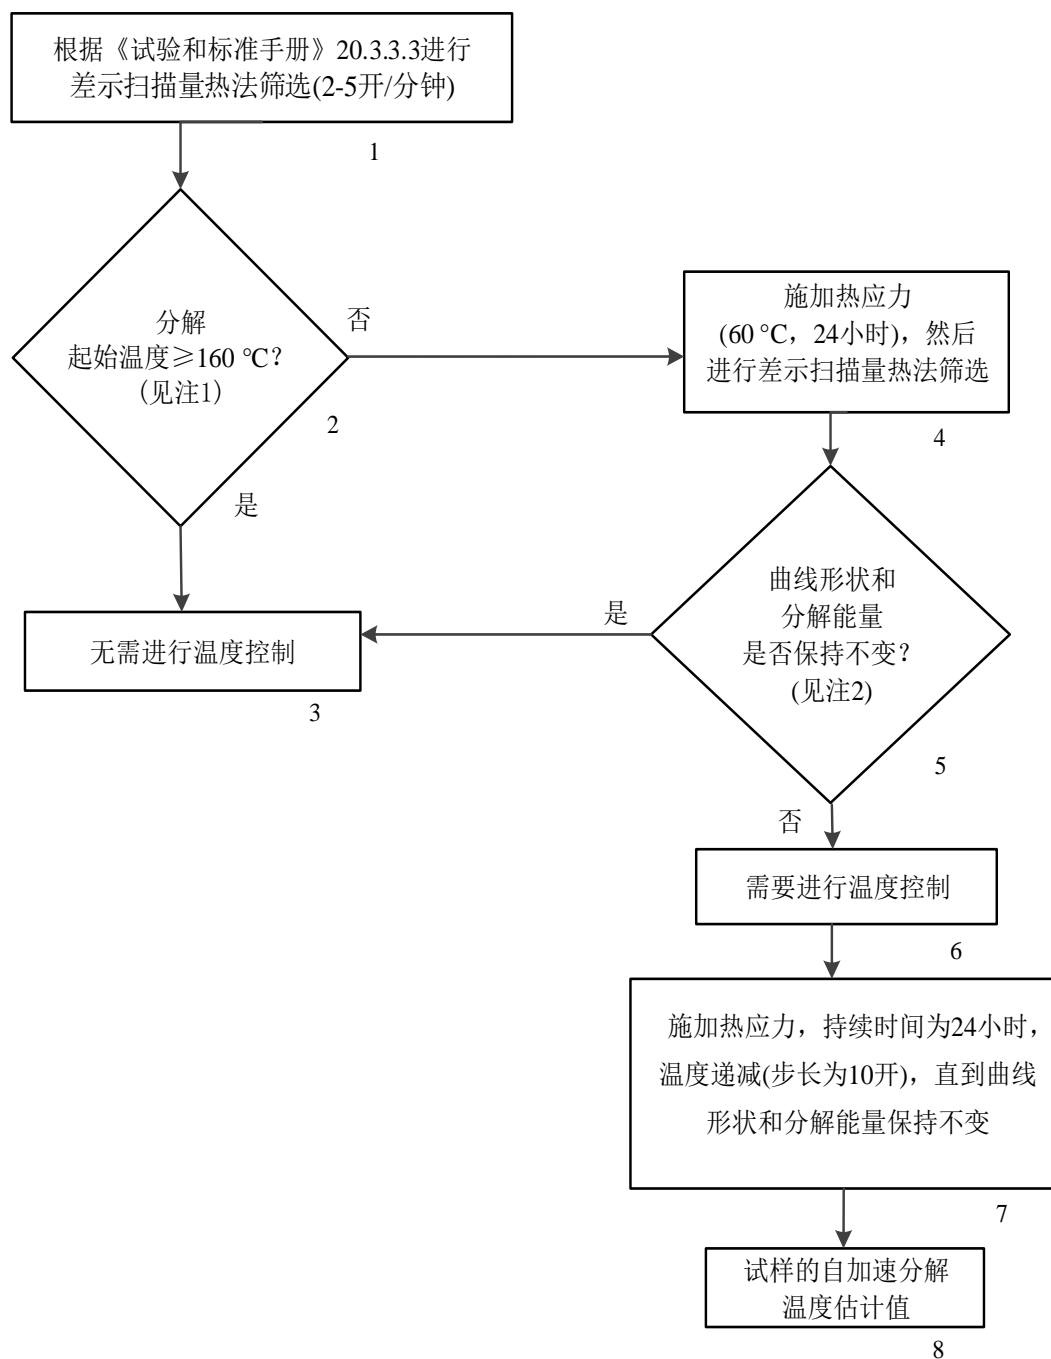 根据《试验和标准手册》20.3.3.3进行
差示扫描量热法筛选(2-5开/分钟)
1
分解
起始温度≥160 °C？
（见注1）
2
否
是
施加热应力
(60 °C，24小时)，然后
进行差示扫描量热法筛选
4
曲线形状和
分解能量
是否保持不变？
(见注2)
5
是
否
无需进行温度控制
3
需要进行温度控制
6
施加热应力，持续时间为24小时，
温度递减(步长为10开)，直到曲线
形状和分解能量保持不变
7
试样的自加速分解
温度估计值
8